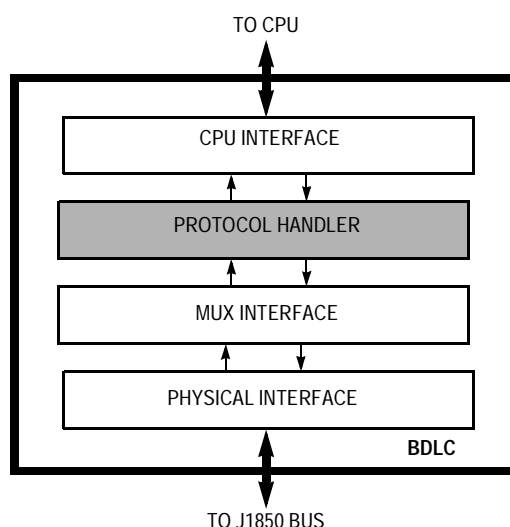 TO CPU
CPU INTERFACE
PROTOCOL HANDLER
MUX INTERFACE
PHYSICAL INTERFACE
BDLC
TO J1850 BUS